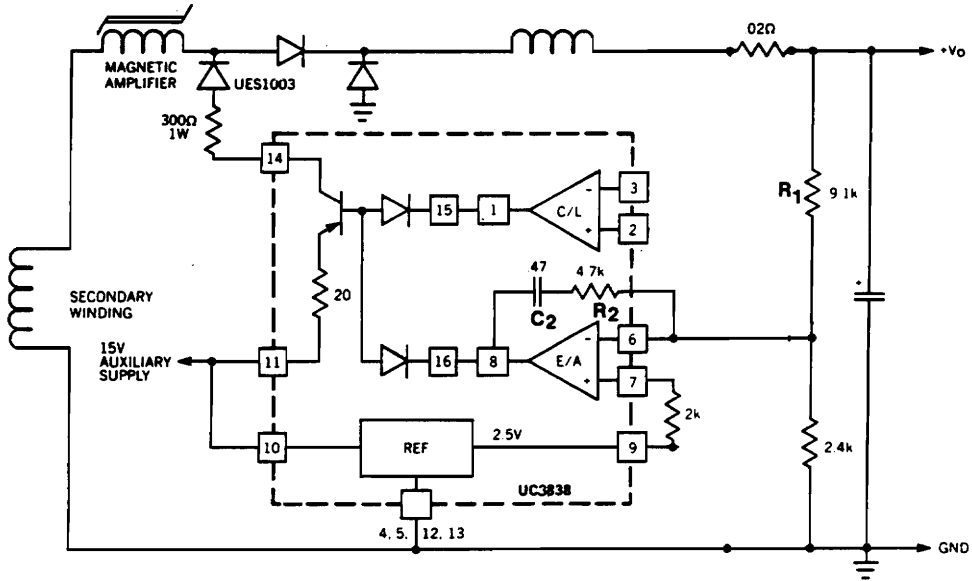 02Ω
+Vo
MAGNETIC
AMPLIFIER
UES1003
300Ω
1W
14
15
1
C/L
-
+
3
2
R1
9.1k
20
.47
4.7k
C2
R2
+
SECONDARY
WINDING
15V
AUXILIARY
SUPPLY
11
16
8
E/A
-
+
6
7
2k
10
REF
2.5V
9
2.4k
UC3838
4, 5, 12, 13
GND